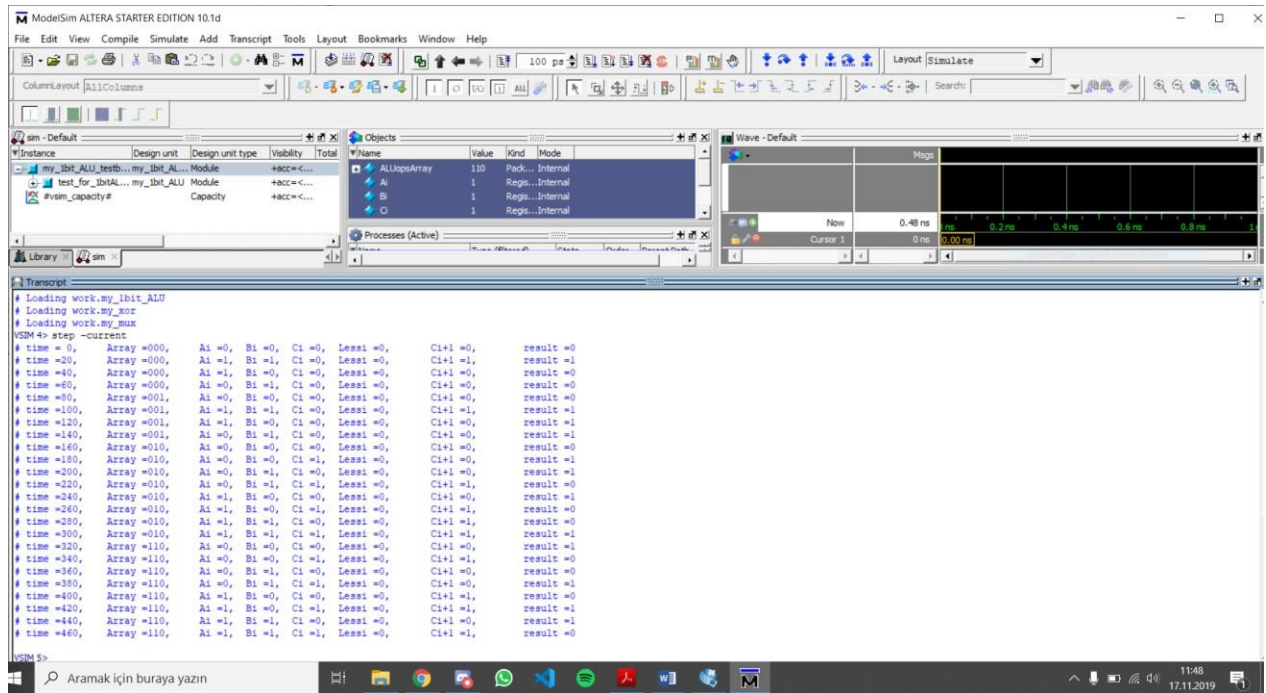 ModelSim ALTERA STARTER EDITION 10.1d
File Edit View Compile Simulate Add Transcript Tools Layout Bookmarks Window Help
100 ps
Layout Simulate
ColumnLayout AllColumns
Search:
sim - Default
Instance Design unit Design unit type Visibility Total
my_1bit_ALU_testb... my_1bit_AL... Module +acc=<...
test_for_1bitAL... my_1bit_ALU Module +acc=<...
#vsim_capacity# Capacity +acc=<...
Library sim
Objects
Name Value Kind Mode
ALUopsArray 110 Pack... Internal
Ai 1 Regis... Internal
Bi 1 Regis... Internal
Ci 1 Regis... Internal
Processes (Active)
Wave - Default
Msgs
Now 0.48 ns
Cursor 1 0 ns
0.2 ns 0.4 ns 0.6 ns 0.8 ns
0.00 ns
Transcript
# Loading work.my_1bit_ALU
# Loading work.my_xor
# Loading work.my_mux
VSIM 4> step -current
# time = 0, Array =000, Ai =0, Bi =0, Ci =0, Lessi =0, Ci+1 =0, result =0
# time =20, Array =000, Ai =1, Bi =1, Ci =0, Lessi =0, Ci+1 =1, result =1
# time =40, Array =000, Ai =1, Bi =0, Ci =0, Lessi =0, Ci+1 =0, result =0
# time =60, Array =000, Ai =0, Bi =1, Ci =0, Lessi =0, Ci+1 =0, result =0
# time =80, Array =001, Ai =0, Bi =0, Ci =0, Lessi =0, Ci+1 =0, result =0
# time =100, Array =001, Ai =1, Bi =1, Ci =0, Lessi =0, Ci+1 =1, result =1
# time =120, Array =001, Ai =1, Bi =0, Ci =0, Lessi =0, Ci+1 =0, result =1
# time =140, Array =001, Ai =0, Bi =1, Ci =0, Lessi =0, Ci+1 =0, result =1
# time =160, Array =010, Ai =0, Bi =0, Ci =0, Lessi =0, Ci+1 =0, result =0
# time =180, Array =010, Ai =0, Bi =0, Ci =1, Lessi =0, Ci+1 =0, result =1
# time =200, Array =010, Ai =0, Bi =1, Ci =0, Lessi =0, Ci+1 =0, result =1
# time =220, Array =010, Ai =0, Bi =1, Ci =1, Lessi =0, Ci+1 =1, result =0
# time =240, Array =010, Ai =1, Bi =0, Ci =0, Lessi =0, Ci+1 =0, result =1
# time =260, Array =010, Ai =1, Bi =0, Ci =1, Lessi =0, Ci+1 =1, result =0
# time =280, Array =010, Ai =1, Bi =1, Ci =0, Lessi =0, Ci+1 =1, result =0
# time =300, Array =010, Ai =1, Bi =1, Ci =1, Lessi =0, Ci+1 =1, result =1
# time =320, Array =110, Ai =0, Bi =0, Ci =0, Lessi =0, Ci+1 =0, result =1
# time =340, Array =110, Ai =0, Bi =0, Ci =1, Lessi =0, Ci+1 =1, result =0
# time =360, Array =110, Ai =0, Bi =1, Ci =0, Lessi =0, Ci+1 =0, result =0
# time =380, Array =110, Ai =0, Bi =1, Ci =1, Lessi =0, Ci+1 =0, result =1
# time =400, Array =110, Ai =1, Bi =0, Ci =0, Lessi =0, Ci+1 =1, result =0
# time =420, Array =110, Ai =1, Bi =0, Ci =1, Lessi =0, Ci+1 =1, result =1
# time =440, Array =110, Ai =1, Bi =1, Ci =0, Lessi =0, Ci+1 =0, result =1
# time =460, Array =110, Ai =1, Bi =1, Ci =1, Lessi =0, Ci+1 =1, result =0
VSIM 5>
Aramak için buraya yazın
11:48
17.11.2019